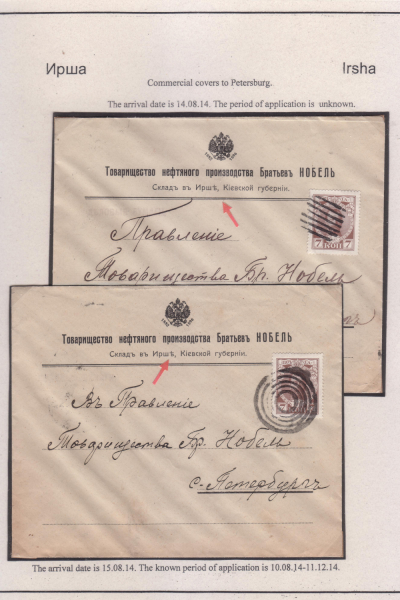 Ирша Irsha
Commercial covers to Petersburg.
The arrival date is 14.08.14. The period of application is unknown.
Товарищество нефтяного производства Братьевъ НОБЕЛЬ
Складъ въ Иршѣ, Кіевской губерніи.
Правленіе
Товарищества Бр. Нобель
7 КОП 7
Товарищество нефтяного производства Братьевъ НОБЕЛЬ
Складъ въ Иршѣ, Кіевской губерніи.
Въ Правленіе
Товарищества Бр. Нобель
С-Петербургъ
The arrival date is 15.08.14. The known period of application is 10.08.14-11.12.14.